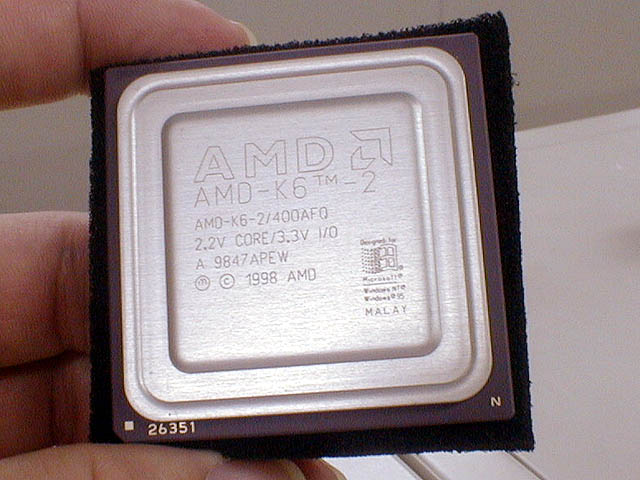 AMD
AMD-K6™-2
AMD-K6-2/400AFQ
2.2V CORE/3.3V I/O
A 9847APEW
ⓜ © 1998 AMD
Designed for
Microsoft®
Windows NT®
Windows® 95
MALAY
26351
N